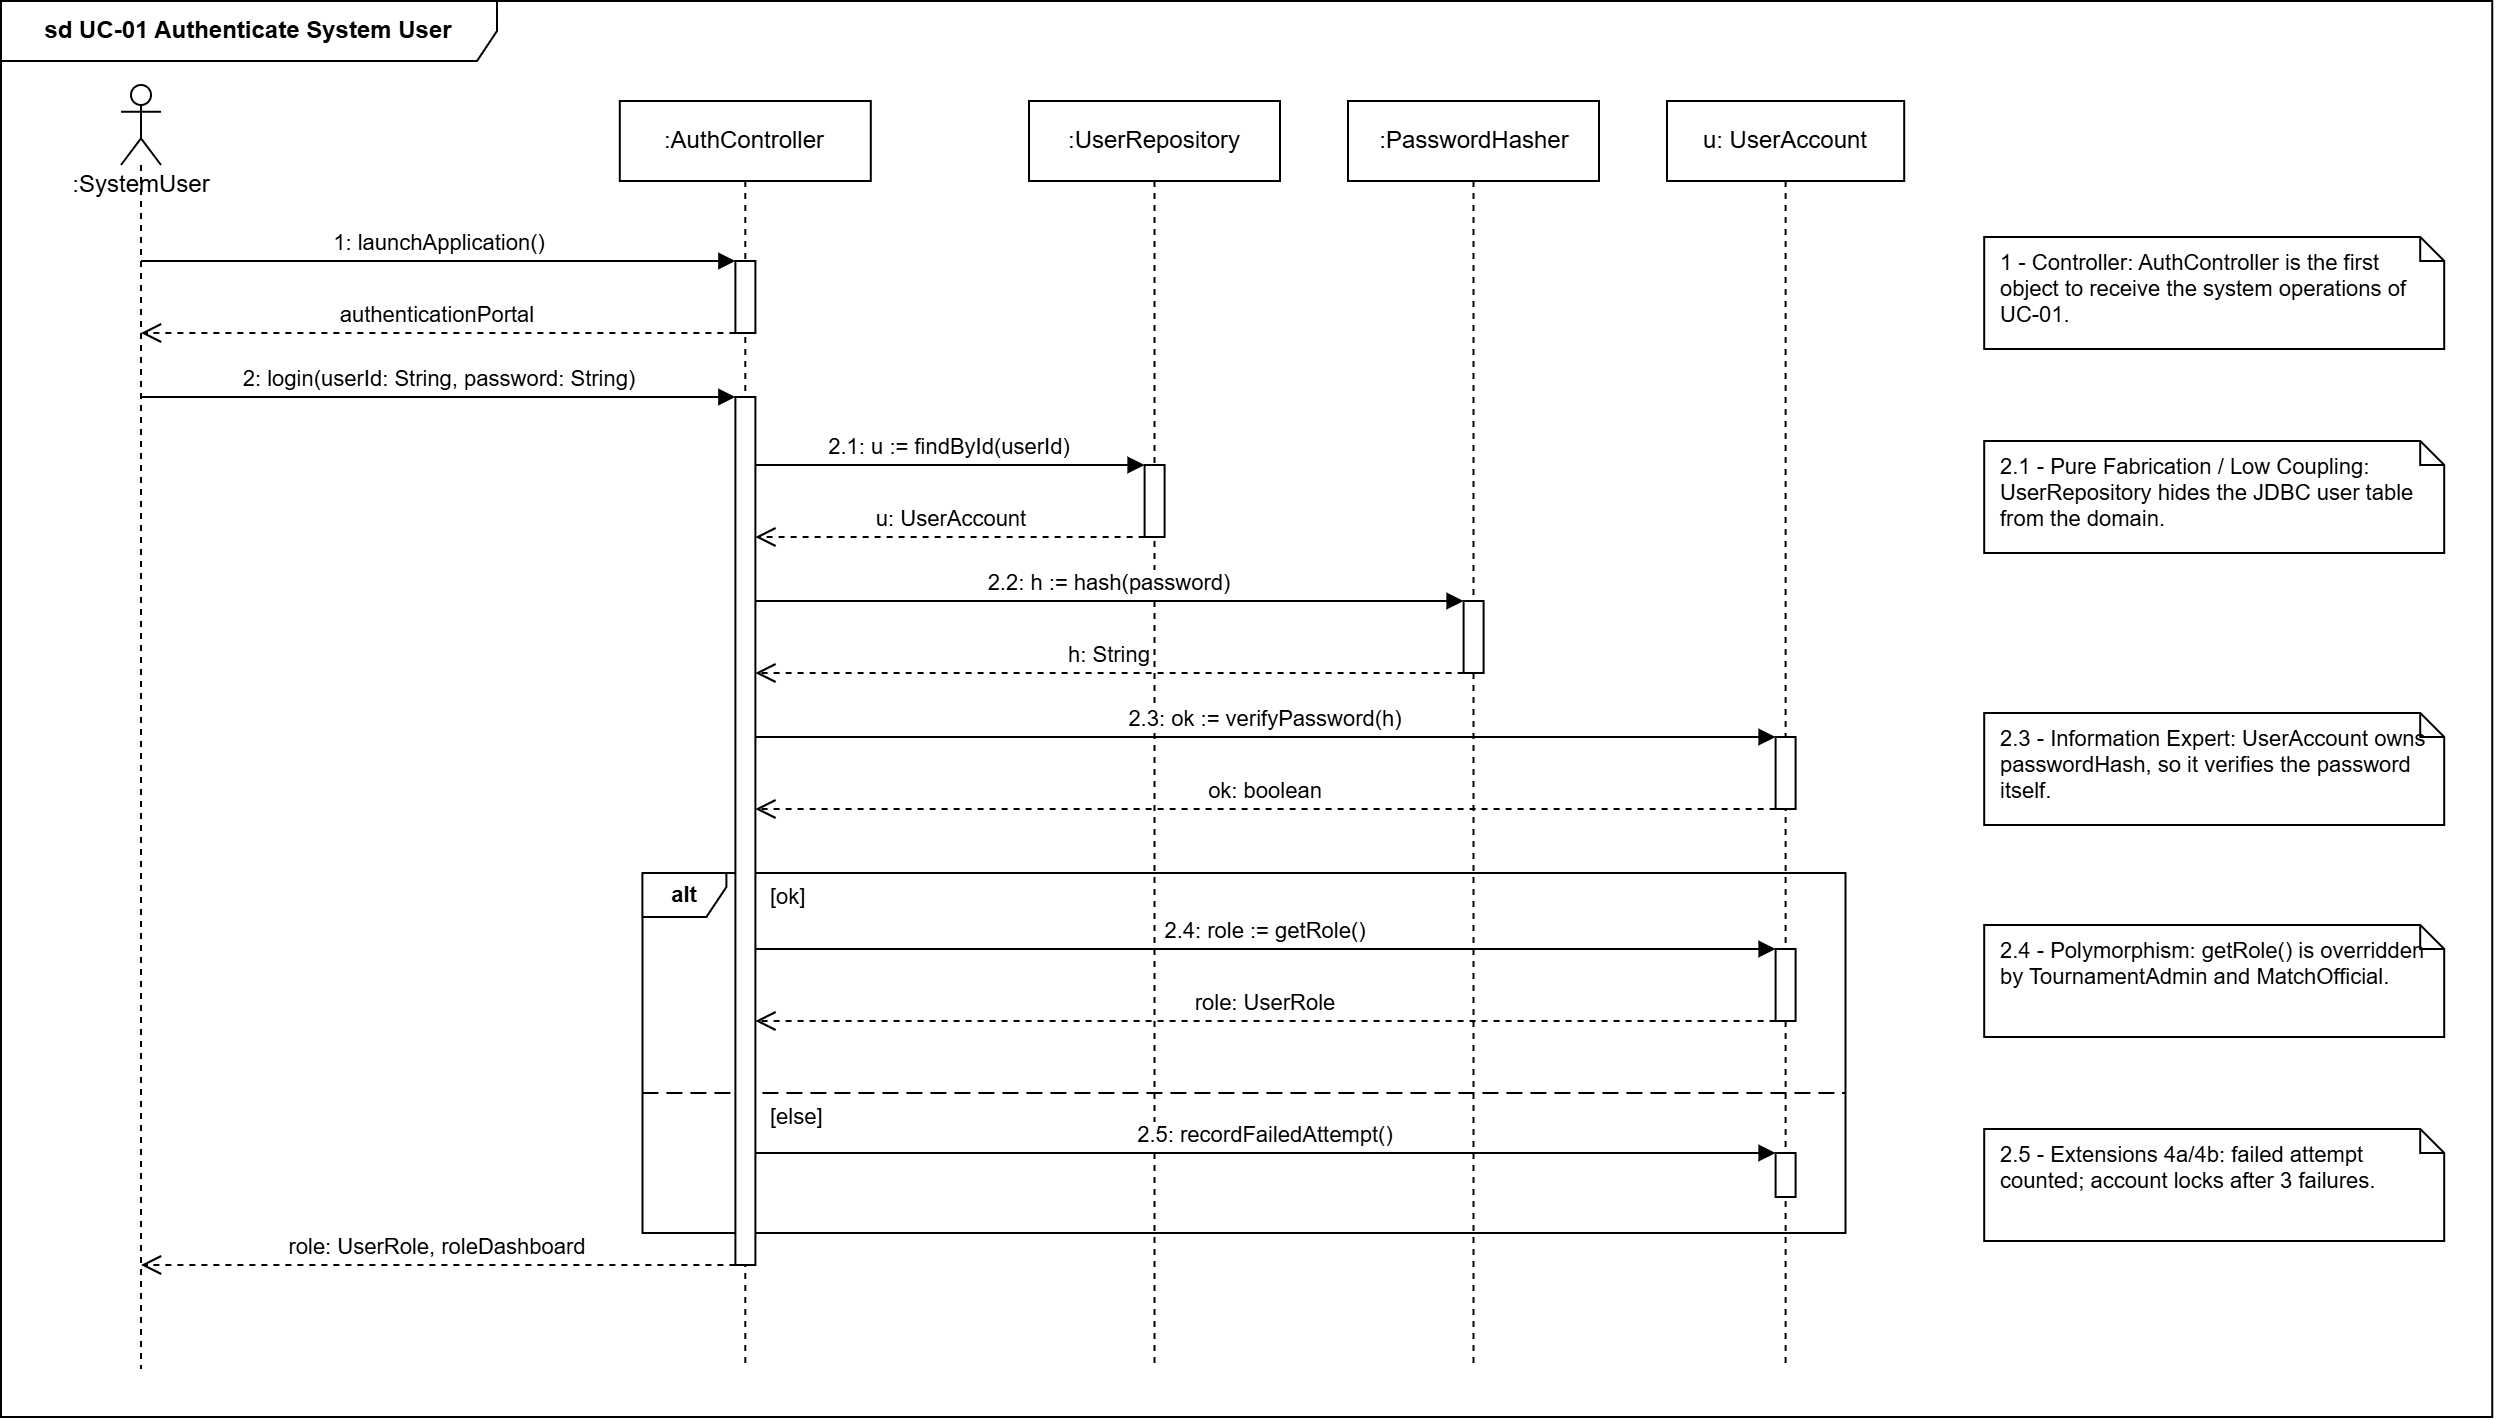 sd UC-01 Authenticate System User
:SystemUser
:AuthController
:UserRepository
:PasswordHasher
u: UserAccount
1: launchApplication()
1 - Controller: AuthController is the first
object to receive the system operations of
UC-01.
authenticationPortal
2: login(userId: String, password: String)
2.1: u := findById(userId)
2.1 - Pure Fabrication / Low Coupling:
UserRepository hides the JDBC user table
from the domain.
u: UserAccount
2.2: h := hash(password)
h: String
2.3: ok := verifyPassword(h)
2.3 - Information Expert: UserAccount owns
passwordHash, so it verifies the password
itself.
ok: boolean
alt
[ok]
2.4: role := getRole()
2.4 - Polymorphism: getRole() is overridden
by TournamentAdmin and MatchOfficial.
role: UserRole
[else]
2.5: recordFailedAttempt()
2.5 - Extensions 4a/4b: failed attempt
counted; account locks after 3 failures.
role: UserRole, roleDashboard